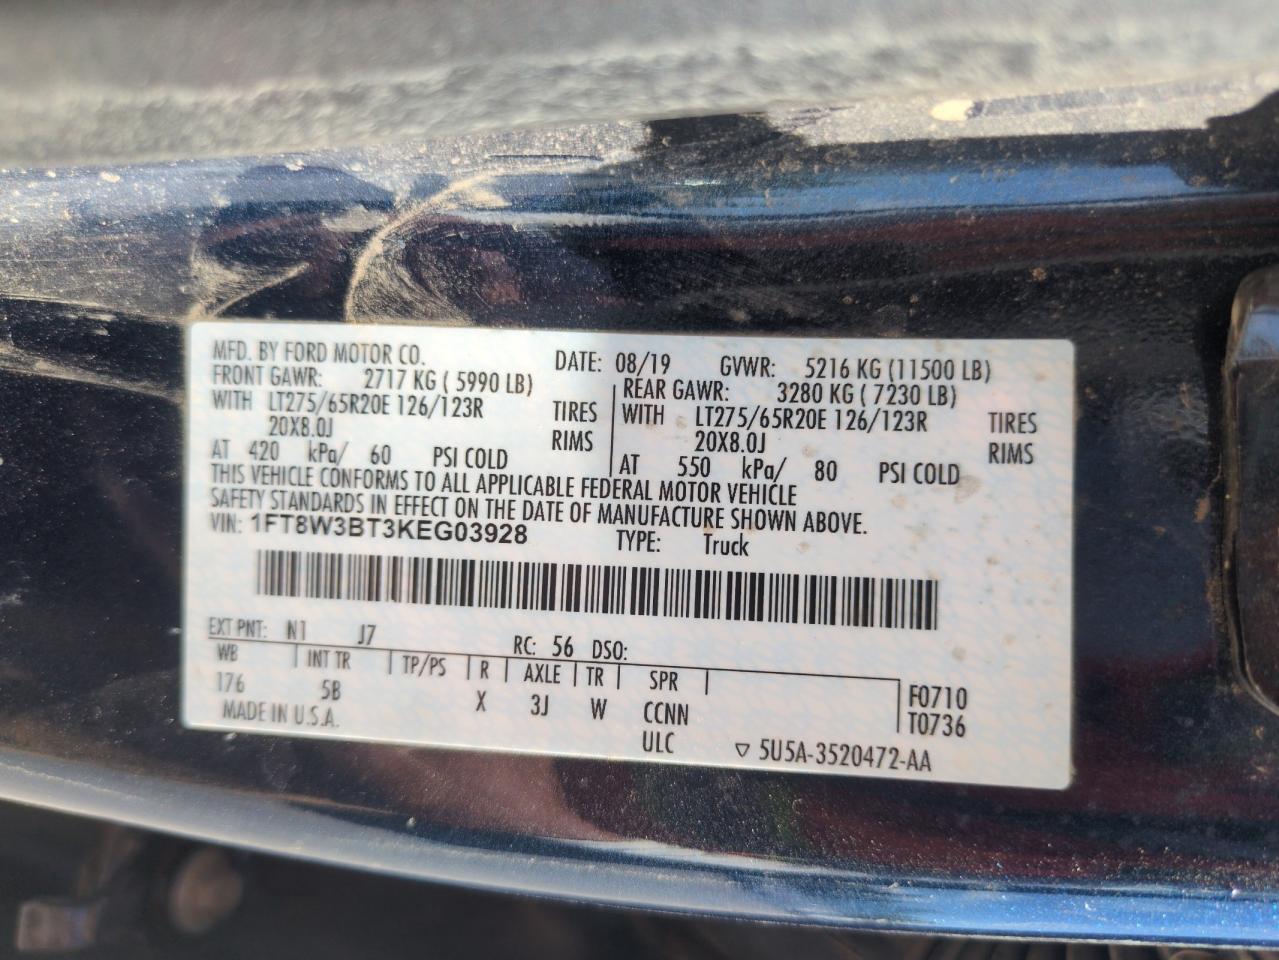 MFD. BY FORD MOTOR CO. DATE: 08/19 GVWR: 5216 KG (11500 LB)
FRONT GAWR: 2717 KG ( 5990 LB) REAR GAWR: 3280 KG ( 7230 LB)
WITH LT275/65R20E 126/123R TIRES WITH LT275/65R20E 126/123R TIRES
20X8.0J RIMS 20X8.0J RIMS
AT 420 kPa/ 60 PSI COLD AT 550 kPa/ 80 PSI COLD
THIS VEHICLE CONFORMS TO ALL APPLICABLE FEDERAL MOTOR VEHICLE
SAFETY STANDARDS IN EFFECT ON THE DATE OF MANUFACTURE SHOWN ABOVE.
VIN: 1FT8W3BT3KEG03928 TYPE: Truck
EXT PNT: N1 J7 RC: 56 DSO:
WB INT TR TP/PS R AXLE TR SPR
176 5B X 3J W CCNN F0710
MADE IN U.S.A. ULC T0736
▽ 5U5A-3520472-AA